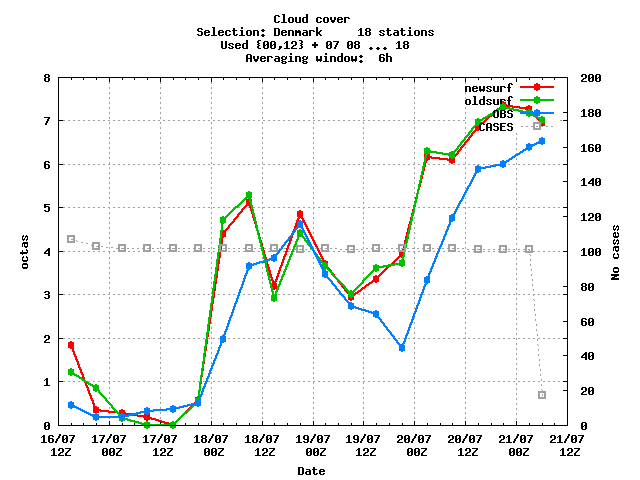 Cloud cover
Selection: Denmark     18 stations
Used {00,12} + 07 08 ... 18
Averaging window:  6h
newsurf
oldsurf
OBS
CASES
8
7
6
5
4
3
2
1
0
octas
200
180
160
140
120
100
80
60
40
20
0
No cases
16/07 12Z
17/07 00Z
17/07 12Z
18/07 00Z
18/07 12Z
19/07 00Z
19/07 12Z
20/07 00Z
20/07 12Z
21/07 00Z
21/07 12Z
Date